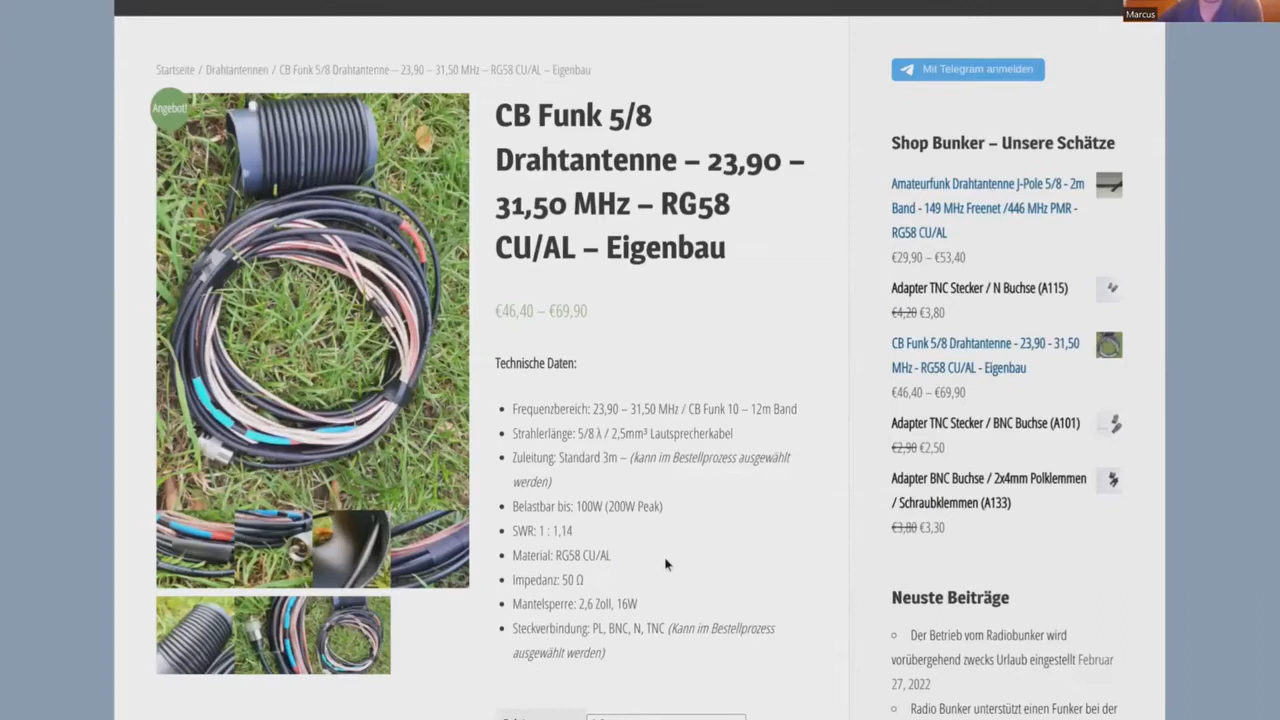 Marcus
Startseite / Drahtantennen / CB Funk 5/8 Drahtantenne – 23,90 – 31,50 MHz – RG58 CU/AL – Eigenbau
Angebot!
CB Funk 5/8
Drahtantenne – 23,90 –
31,50 MHz – RG58
CU/AL – Eigenbau
€46,40 – €69,90
Technische Daten:
Frequenzbereich: 23,90 – 31,50 MHz / CB Funk 10 – 12m Band
Strahlerlänge: 5/8 λ / 2,5mm³ Lautsprecherkabel
Zuleitung: Standard 3m – (kann im Bestellprozess ausgewählt
werden)
Belastbar bis: 100W (200W Peak)
SWR: 1 : 1,14
Material: RG58 CU/AL
Impedanz: 50 Ω
Mantelsperre: 2,6 Zoll, 16W
Steckverbindung: PL, BNC, N, TNC (Kann im Bestellprozess
ausgewählt werden)
Mit Telegram anmelden
Shop Bunker – Unsere Schätze
Amateurfunk Drahtantenne J-Pole 5/8 - 2m
Band - 149 MHz Freenet /446 MHz PMR -
RG58 CU/AL
€29,90 – €53,40
Adapter TNC Stecker / N Buchse (A115)
€4,20 €3,80
CB Funk 5/8 Drahtantenne - 23,90 - 31,50
MHz - RG58 CU/AL - Eigenbau
€46,40 – €69,90
Adapter TNC Stecker / BNC Buchse (A101)
€2,90 €2,50
Adapter BNC Buchse / 2x4mm Polklemmen
/ Schraubklemmen (A133)
€3,80 €3,30
Neuste Beiträge
Der Betrieb vom Radiobunker wird
vorübergehend zwecks Urlaub eingestellt Februar
27, 2022
Radio Bunker unterstützt einen Funker bei der